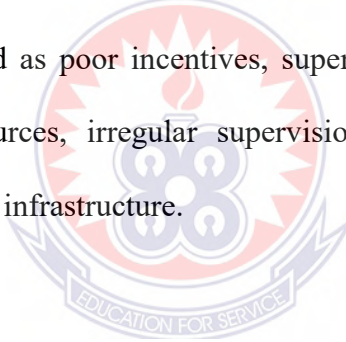 d as poor incentives, super
urces, irregular supervisio
infrastructure.
EDUCATION FOR SERVICE